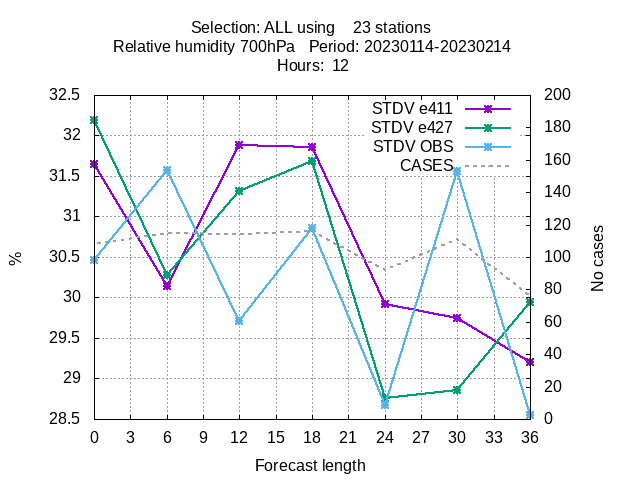 Selection: ALL using    23 stations
Relative humidity 700hPa   Period: 20230114-20230214
Hours:  12
STDV e411
STDV e427
STDV OBS
CASES
32.5
32
31.5
31
30.5
30
29.5
29
28.5
%
200
180
160
140
120
100
80
60
40
20
0
No cases
0 3 6 9 12 15 18 21 24 27 30 33 36
Forecast length